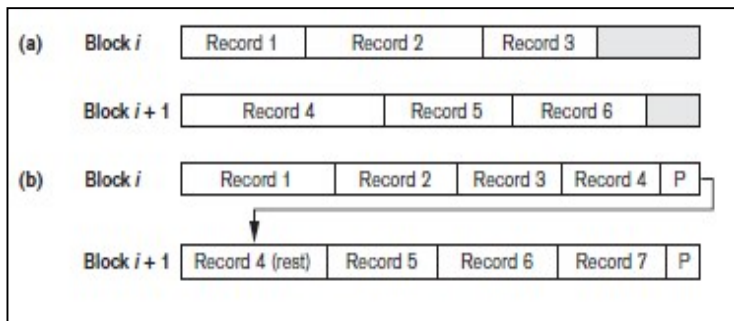 (a) Block i Record 1 Record 2 Record 3
Block i + 1 Record 4 Record 5 Record 6
(b) Block i Record 1 Record 2 Record 3 Record 4 P
Block i + 1 Record 4 (rest) Record 5 Record 6 Record 7 P